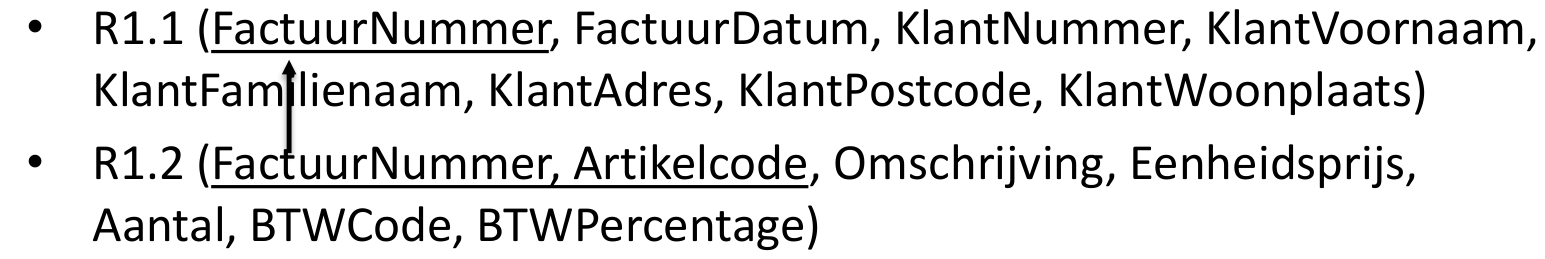 • R1.1 (FactuurNummer, FactuurDatum, KlantNummer, KlantVoornaam,
KlantFamilienaam, KlantAdres, KlantPostcode, KlantWoonplaats)
• R1.2 (FactuurNummer, Artikelcode, Omschrijving, Eenheidsprijs,
Aantal, BTWCode, BTWPercentage)